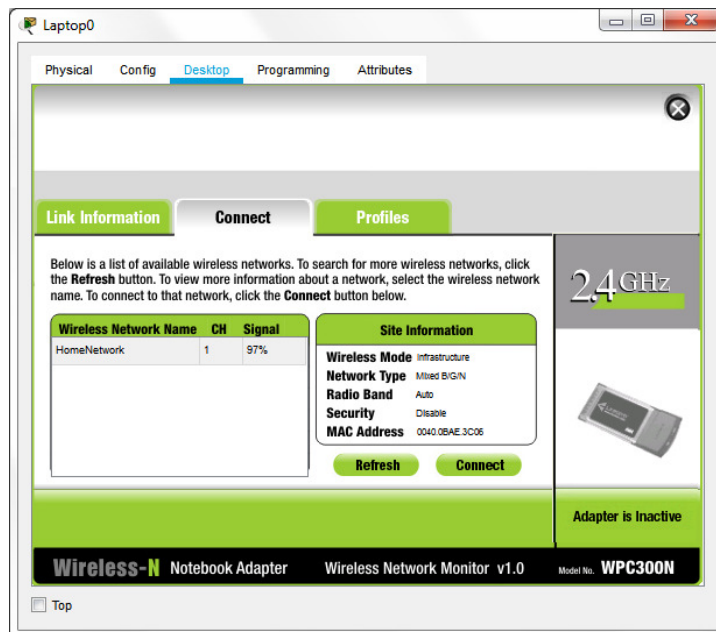 Laptop0
Physical Config Desktop Programming Attributes
Link Information Connect Profiles
Below is a list of available wireless networks. To search for more wireless networks, click
the Refresh button. To view more information about a network, select the wireless network
name. To connect to that network, click the Connect button below.
2.4GHz
Wireless Network Name CH Signal
HomeNetwork 1 97%
Site Information
Wireless Mode Infrastructure
Network Type Mixed B/G/N
Radio Band Auto
Security Disable
MAC Address 0040.0BAE.3C06
Refresh Connect
Adapter is Inactive
Wireless-N Notebook Adapter Wireless Network Monitor v1.0 Model No. WPC300N
Top